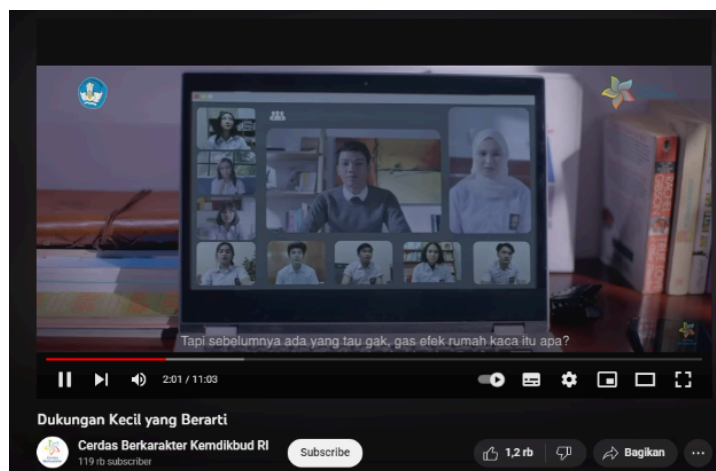 Tapi sebelumnya ada yang tau gak, gas efek rumah kaca itu apa?
2:01 / 11:03
Dukungan Kecil yang Berarti
Cerdas Berkarakter Kemdikbud RI
119 rb subscriber
Subscribe
1,2 rb
Bagikan